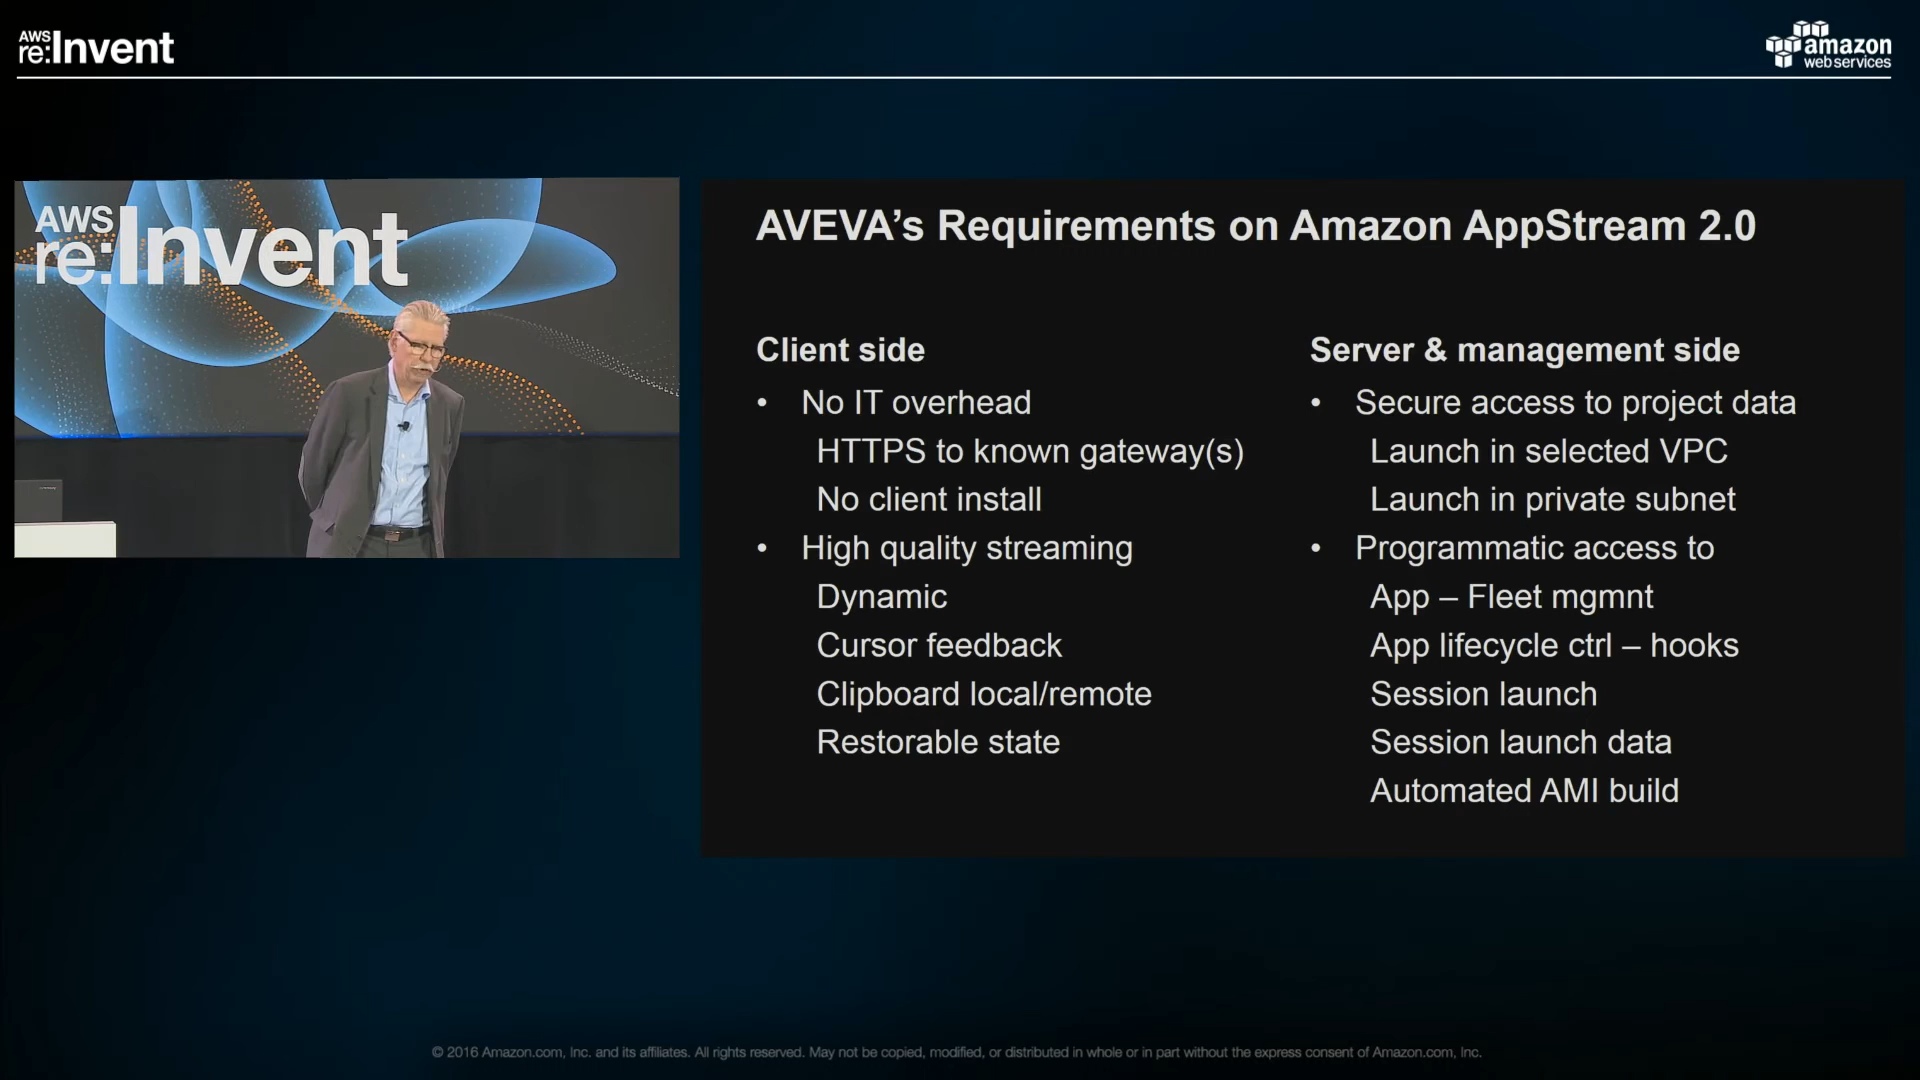 AWS
re:Invent
amazon
web services
AWS
re:Invent
AVEVA’s Requirements on Amazon AppStream 2.0
Client side
• No IT overhead
HTTPS to known gateway(s)
No client install
• High quality streaming
Dynamic
Cursor feedback
Clipboard local/remote
Restorable state
Server & management side
• Secure access to project data
Launch in selected VPC
Launch in private subnet
• Programmatic access to
App – Fleet mgmnt
App lifecycle ctrl – hooks
Session launch
Session launch data
Automated AMI build
© 2016 Amazon.com, Inc. and its affiliates. All rights reserved. May not be copied, modified, or distributed in whole or in part without the express consent of Amazon.com, Inc.